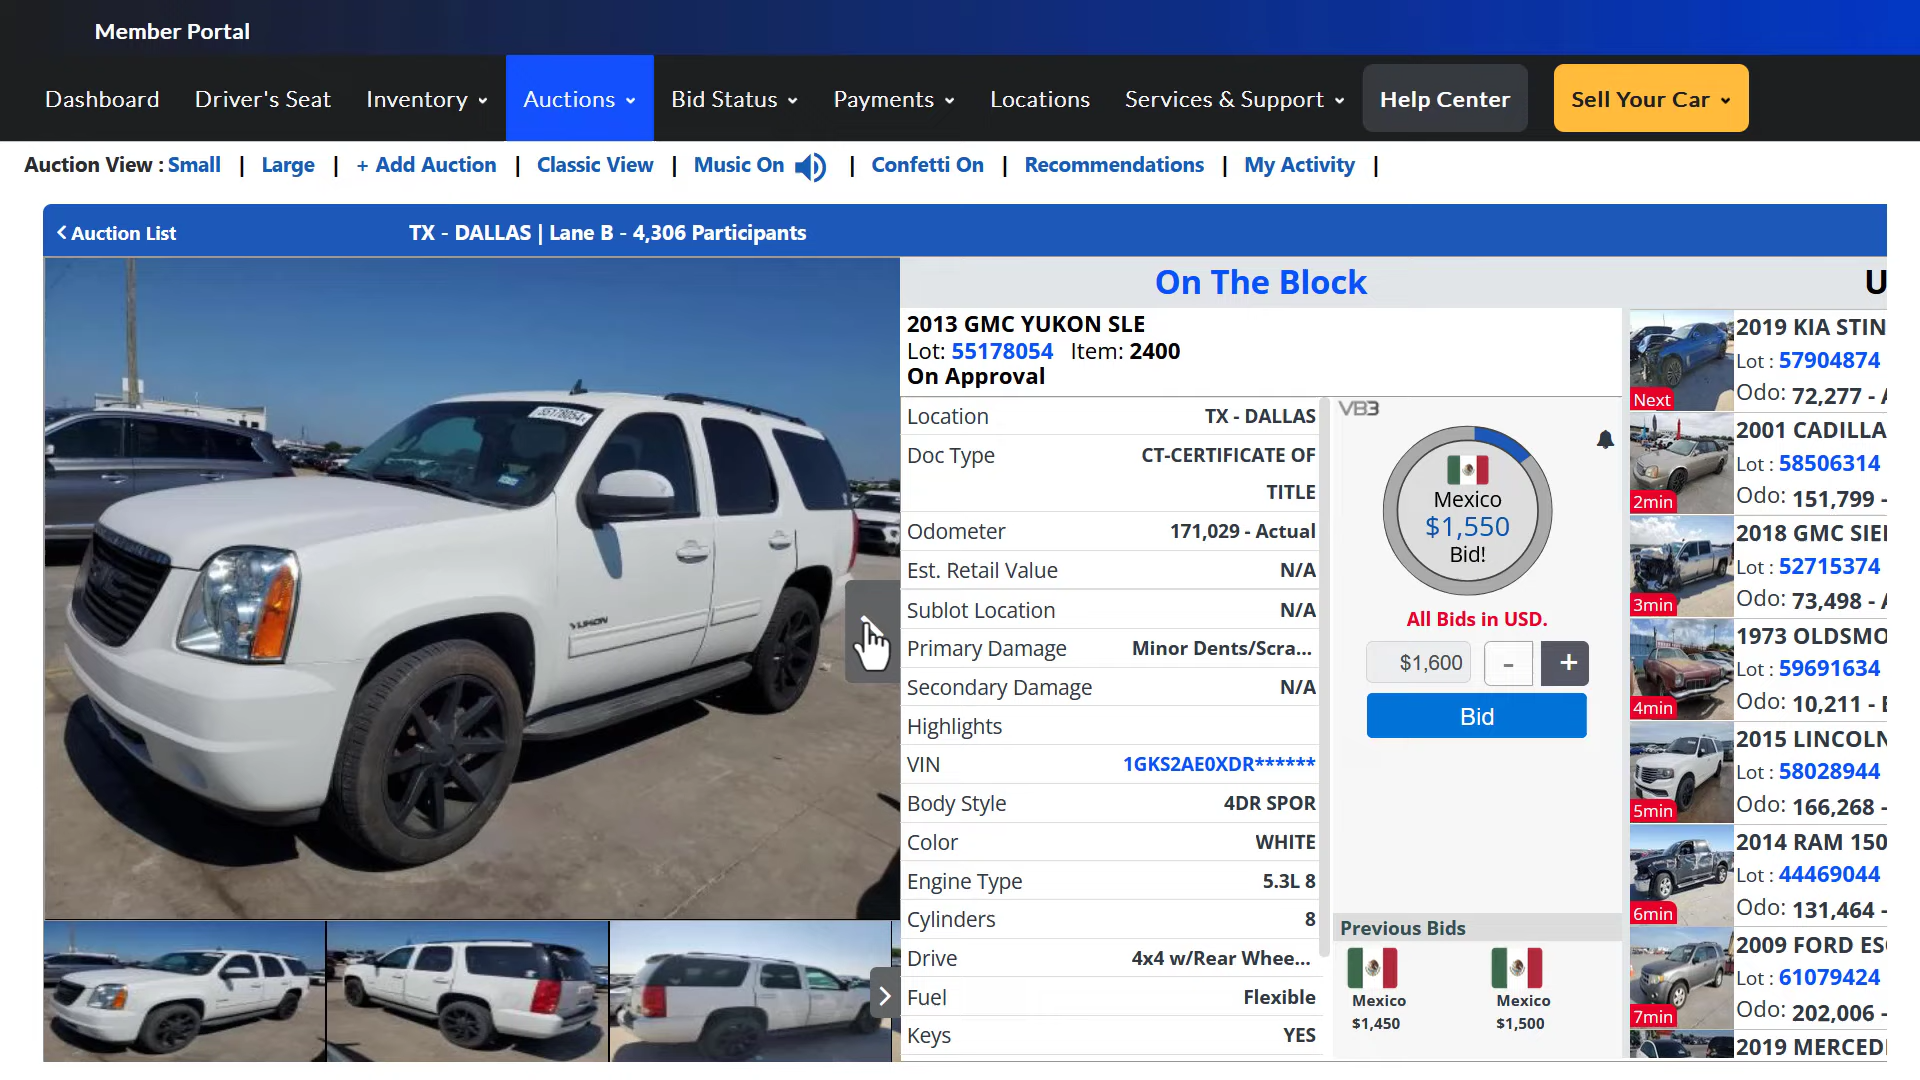 Member Portal
Dashboard Driver's Seat Inventory Auctions Bid Status Payments Locations Services & Support Help Center Sell Your Car
Auction View : Small | Large | + Add Auction | Classic View | Music On | Confetti On | Recommendations | My Activity |
Auction List TX - DALLAS | Lane B - 4,306 Participants
On The Block
U
2013 GMC YUKON SLE
Lot: 55178054 Item: 2400
On Approval
Location TX - DALLAS
Doc Type CT-CERTIFICATE OF
TITLE
Odometer 171,029 - Actual
Est. Retail Value N/A
Sublot Location N/A
Primary Damage Minor Dents/Scra...
Secondary Damage N/A
Highlights
VIN 1GKS2AE0XDR******
Body Style 4DR SPOR
Color WHITE
Engine Type 5.3L 8
Cylinders 8
Drive 4x4 w/Rear Whee...
Fuel Flexible
Keys YES
VB3
Mexico
$1,550
Bid!
All Bids in USD.
$1,600 - +
Bid
Previous Bids
Mexico
$1,450
Mexico
$1,500
2019 KIA STIN
Lot : 57904874
Odo: 72,277 - A
Next
2001 CADILLA
Lot : 58506314
Odo: 151,799 -
2min
2018 GMC SIE
Lot : 52715374
Odo: 73,498 - A
3min
1973 OLDSMO
Lot : 59691634
Odo: 10,211 - E
4min
2015 LINCOLN
Lot : 58028944
Odo: 166,268 -
5min
2014 RAM 150
Lot : 44469044
Odo: 131,464 -
6min
2009 FORD ES
Lot : 61079424
Odo: 202,006 -
7min
2019 MERCED
55178054
YUKON